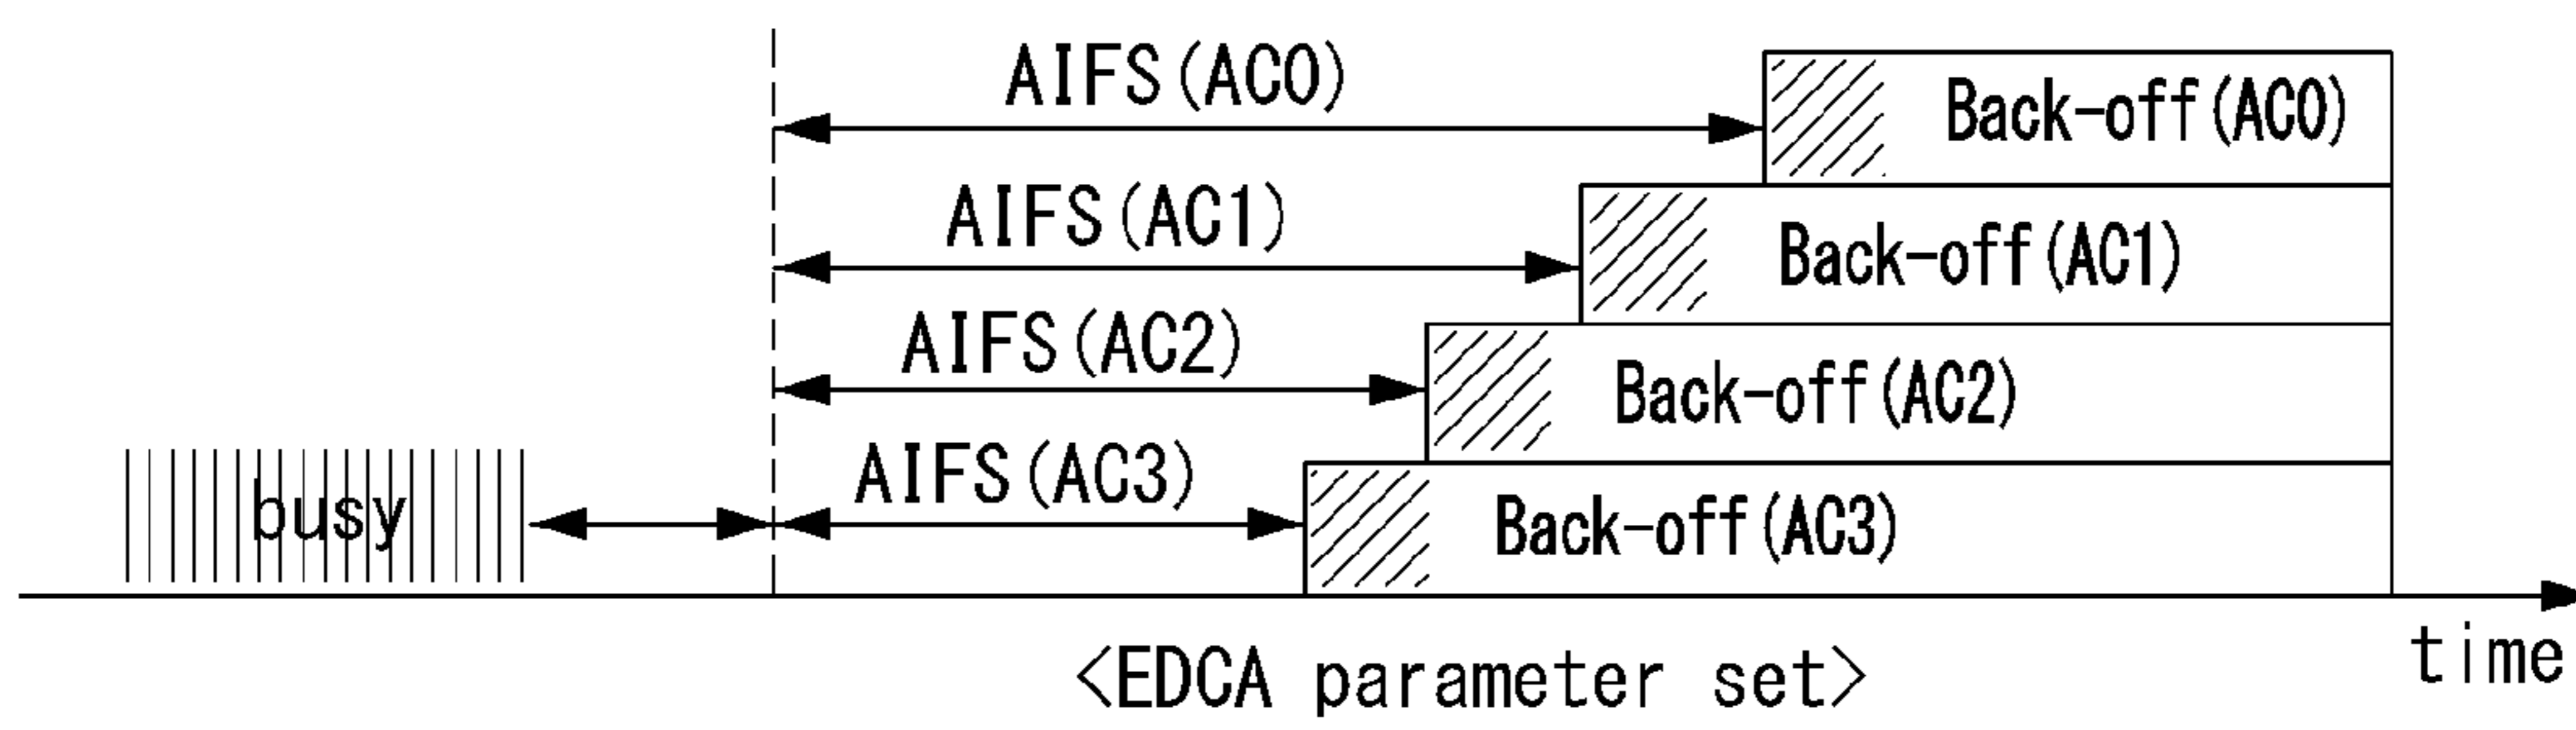 AIFS(AC0)
Back-off(AC0)
AIFS(AC1)
Back-off(AC1)
AIFS(AC2)
Back-off(AC2)
busy
AIFS(AC3)
Back-off(AC3)
time
<EDCA parameter set>